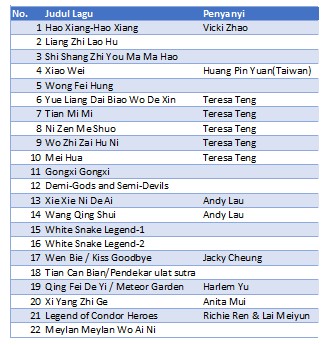 No. Judul Lagu Penyanyi
1 Hao Xiang-Hao Xiang Vicki Zhao
2 Liang Zhi Lao Hu
3 Shi Shang Zhi You Ma Ma Hao
4 Xiao Wei Huang Pin Yuan(Taiwan)
5 Wong Fei Hung
6 Yue Liang Dai Biao Wo De Xin Teresa Teng
7 Tian Mi Mi Teresa Teng
8 Ni Zen Me Shuo Teresa Teng
9 Wo Zhi Zai Hu Ni Teresa Teng
10 Mei Hua Teresa Teng
11 Gongxi Gongxi
12 Demi-Gods and Semi-Devils
13 Xie Xie Ni De Ai Andy Lau
14 Wang Qing Shui Andy Lau
15 White Snake Legend-1
16 White Snake Legend-2
17 Wen Bie / Kiss Goodbye Jacky Cheung
18 Tian Can Bian/Pendekar ulat sutra
19 Qing Fei De Yi / Meteor Garden Harlem Yu
20 Xi Yang Zhi Ge Anita Mui
21 Legend of Condor Heroes Richie Ren & Lai Meiyun
22 Meylan Meylan Wo Ai Ni